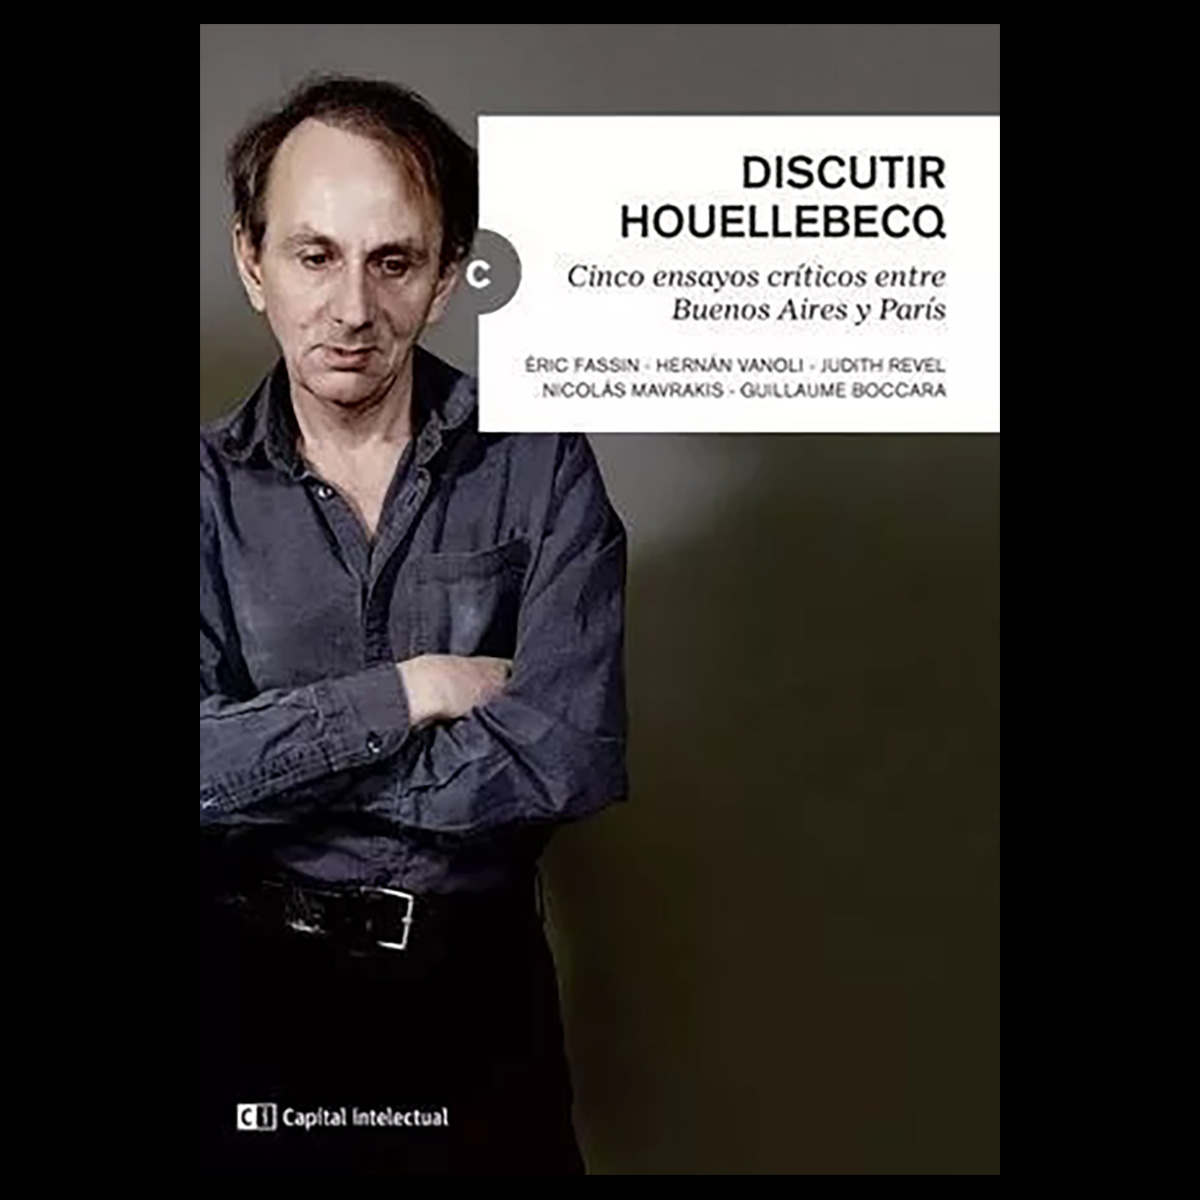 DISCUTIR
HOUELLEBECQ
C
Cinco ensayos críticos entre
Buenos Aires y París
ÉRIC FASSIN - HERNÁN VANOLI - JUDITH REVEL
NICOLÁS MAVRAKIS - GUILLAUME BOCCARA
Ci Capital intelectual